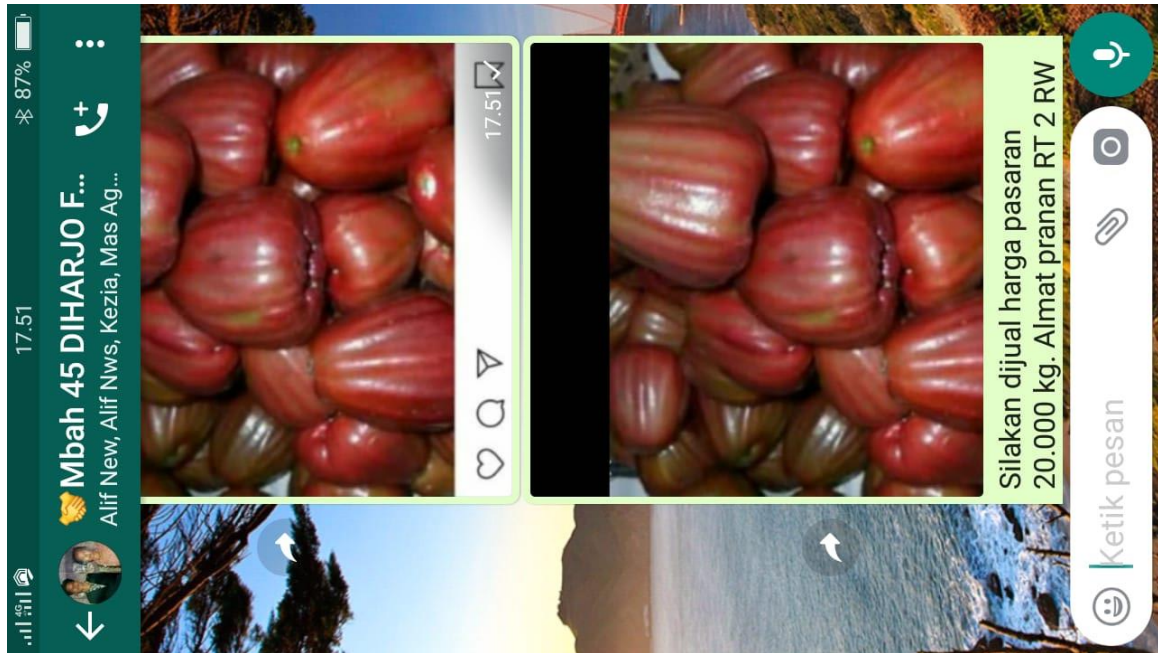 4G 17.51 87%
🤝Mbah 45 DIHARJO F...
Alif New, Alif Nws, Kezia, Mas Ag...
17.51
Silakan dijual harga pasaran
20.000 kg. Almat pranan RT 2 RW
Ketik pesan